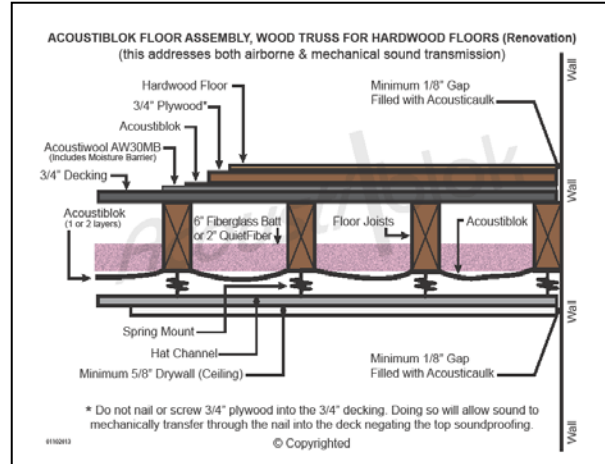 ACOUSTIBLOK FLOOR ASSEMBLY, WOOD TRUSS FOR HARDWOOD FLOORS (Renovation)
(this addresses both airborne & mechanical sound transmission)
Wall
Hardwood Floor
Minimum 1/8" Gap
Filled with Acousticaulk
3/4" Plywood*
Acoustiblok
Acoustiwool AW30MB
(Includes Moisture Barrier)
3/4" Decking
Wall
Acoustiblok
(1 or 2 layers)
6" Fiberglass Batt
or 2" QuietFiber
Floor Joists
Acoustiblok
Acoustiblok
Wall
Spring Mount
Hat Channel
Minimum 5/8" Drywall (Ceiling)
Minimum 1/8" Gap
Filled with Acousticaulk
* Do not nail or screw 3/4" plywood into the 3/4" decking. Doing so will allow sound to
mechanically transfer through the nail into the deck negating the top soundproofing.
Wall
01102013
© Copyrighted